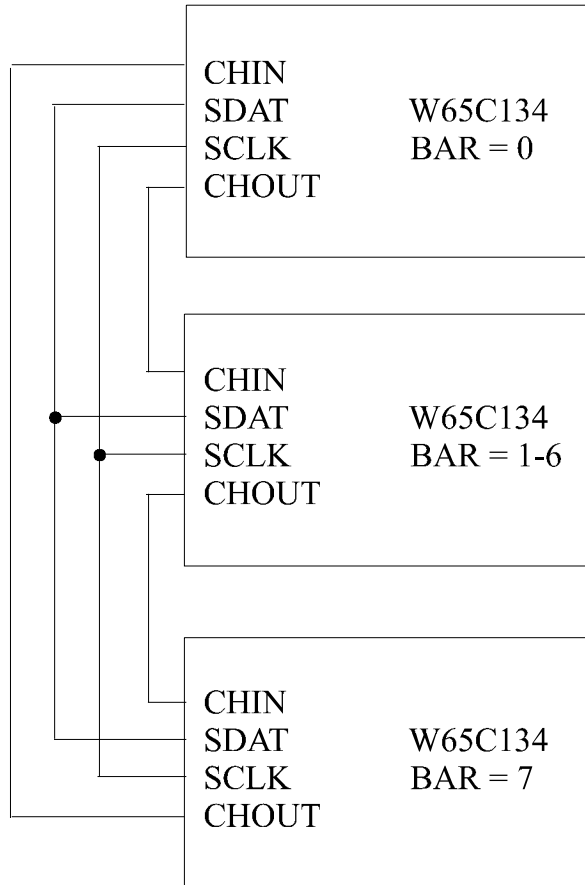 CHIN
SDAT W65C134
SCLK BAR = 0
CHOUT
CHIN
SDAT W65C134
SCLK BAR = 1-6
CHOUT
CHIN
SDAT W65C134
SCLK BAR = 7
CHOUT